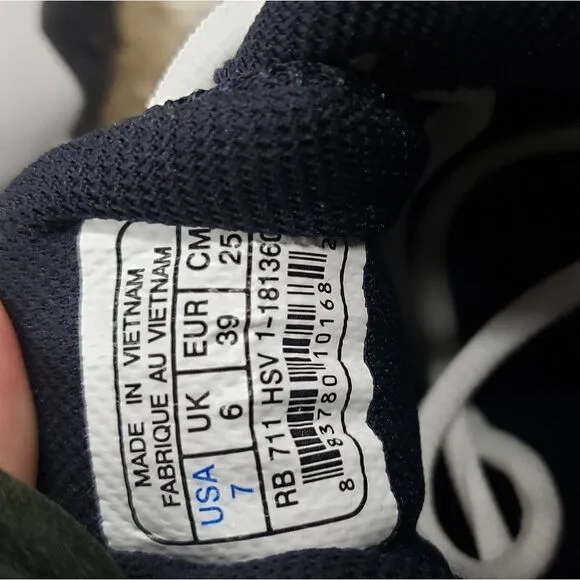 MADE IN VIETNAM
FABRIQUE AU VIETNAM
USA UK EUR CM
7 6 39 25
RB 711 HSV 1-18136
8 83780 10168 2